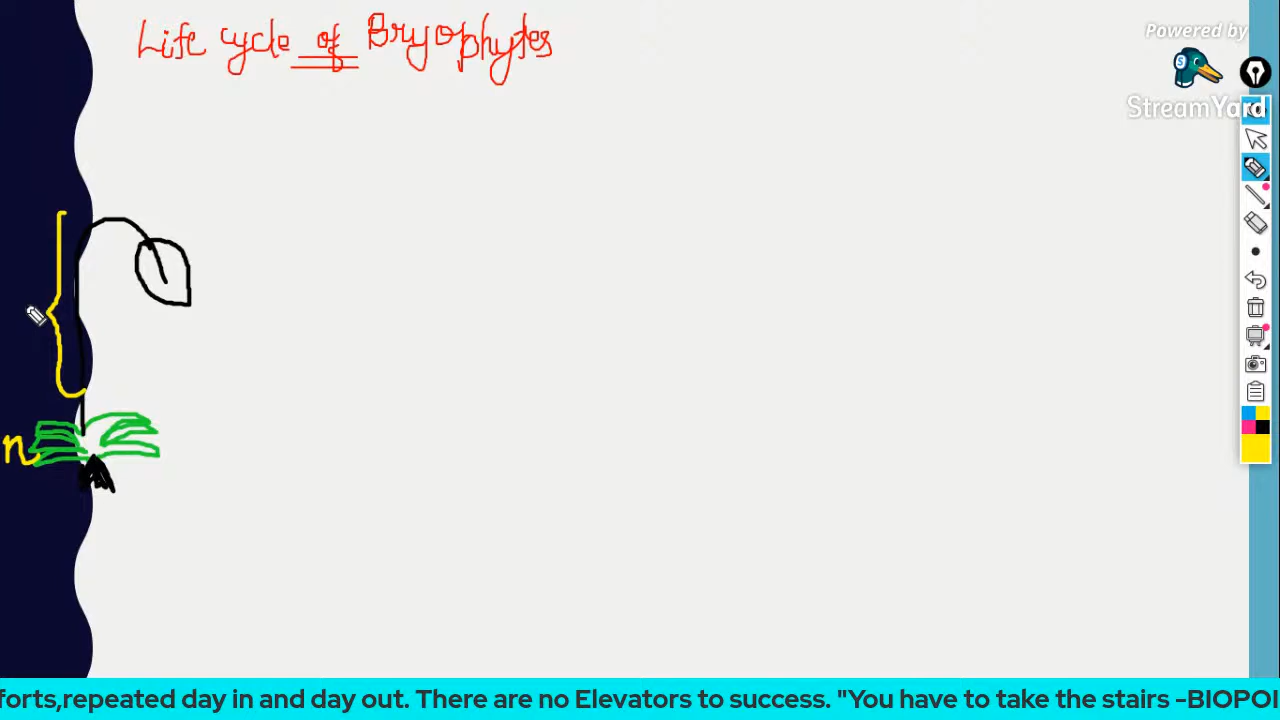 Life cycle of Bryophytes
Powered by
StreamYard
n
forts,repeated day in and day out. There are no Elevators to success. "You have to take the stairs -BIOPOI